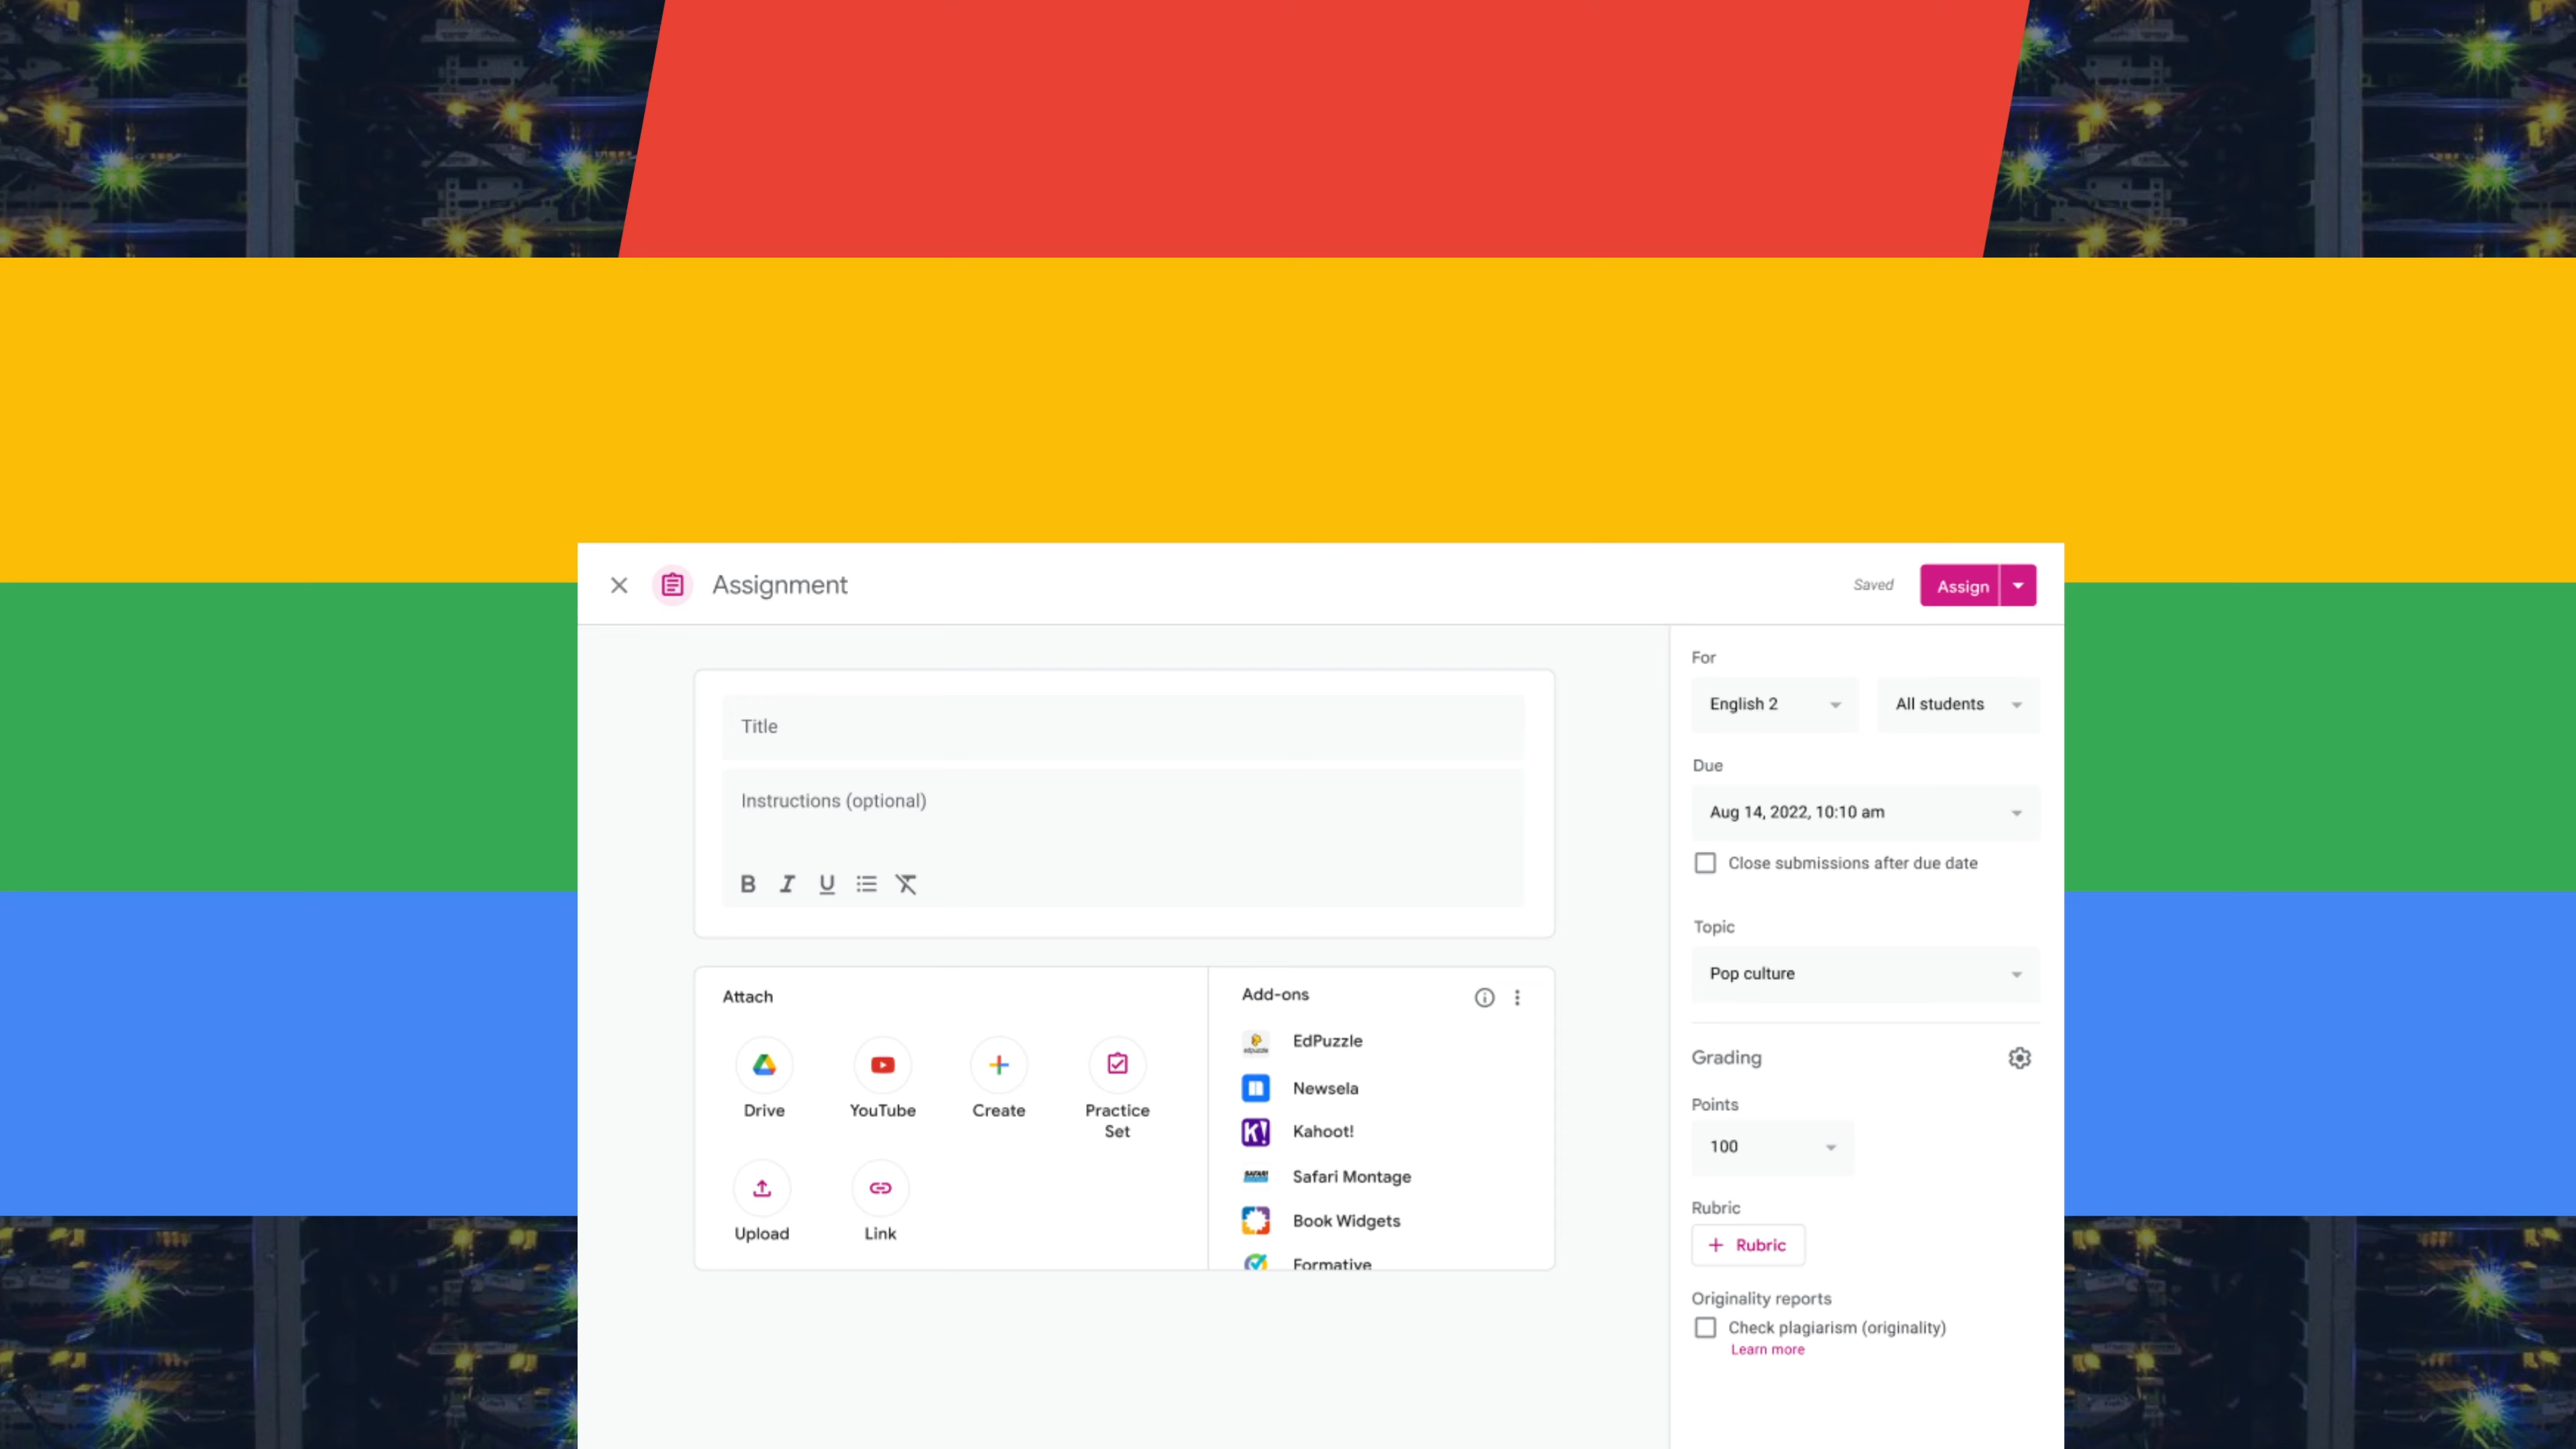 Assignment
Saved
Assign
Title
Instructions (optional)
B I U
Attach
Drive
YouTube
Create
Practice
Set
Upload
Link
Add-ons
EdPuzzle
Newsela
K! Kahoot!
Safari Montage
Book Widgets
Formative
For
English 2
All students
Due
Aug 14, 2022, 10:10 am
Close submissions after due date
Topic
Pop culture
Grading
Points
100
Rubric
+ Rubric
Originality reports
Check plagiarism (originality)
Learn more